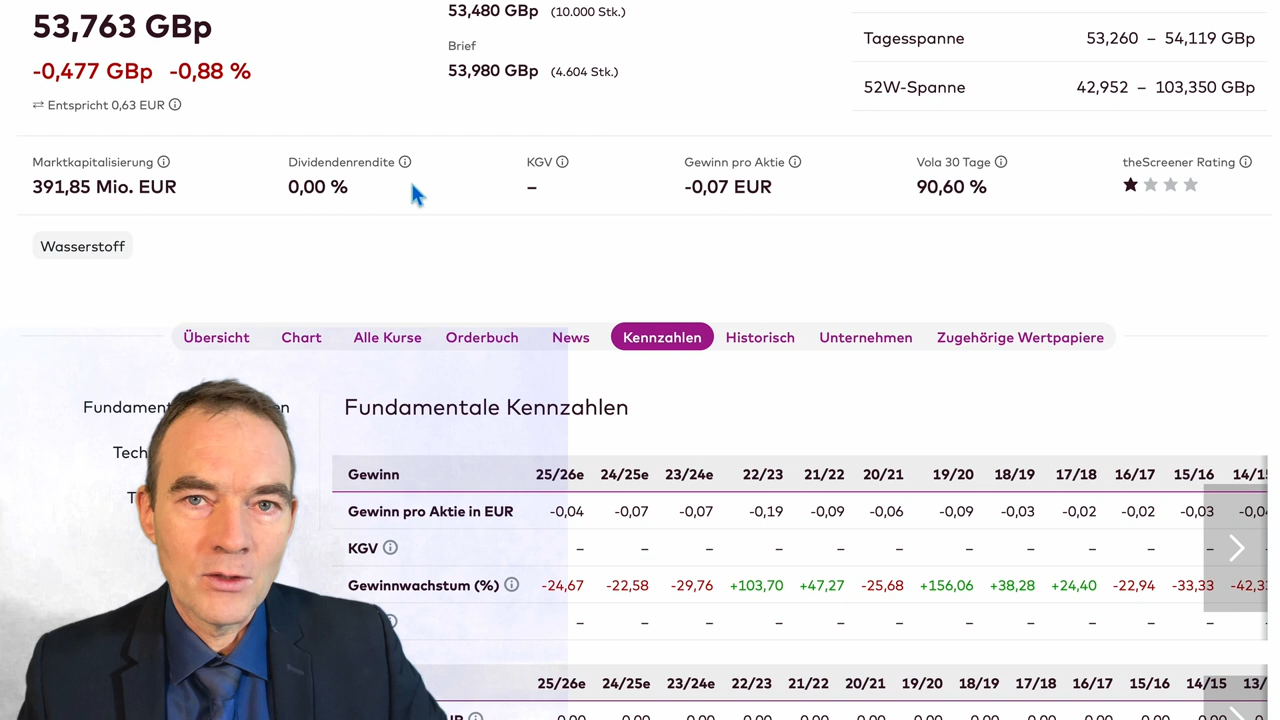 53,763 GBp
-0,477 GBp -0,88 %
Entspricht 0,63 EUR
53,480 GBp (10.000 Stk.)
Brief
53,980 GBp (4.604 Stk.)
Tagesspanne 53,260 – 54,119 GBp
52W-Spanne 42,952 – 103,350 GBp
Marktkapitalisierung
391,85 Mio. EUR
Dividendenrendite
0,00 %
KGV
–
Gewinn pro Aktie
-0,07 EUR
Vola 30 Tage
90,60 %
theScreener Rating
Wasserstoff
Übersicht Chart Alle Kurse Orderbuch News Kennzahlen Historisch Unternehmen Zugehörige Wertpapiere
Fundamentale Kennzahlen
Gewinn 25/26e 24/25e 23/24e 22/23 21/22 20/21 19/20 18/19 17/18 16/17 15/16 14/15
Gewinn pro Aktie in EUR -0,04 -0,07 -0,07 -0,19 -0,09 -0,06 -0,09 -0,03 -0,02 -0,02 -0,03 -0,04
KGV – – – – – – – – – – –
Gewinnwachstum (%) -24,67 -22,58 -29,76 +103,70 +47,27 -25,68 +156,06 +38,28 +24,40 -22,94 -33,33 -42,3
– – – – – – – – – – –
25/26e 24/25e 23/24e 22/23 21/22 20/21 19/20 18/19 17/18 16/17 15/16 14/15 13/